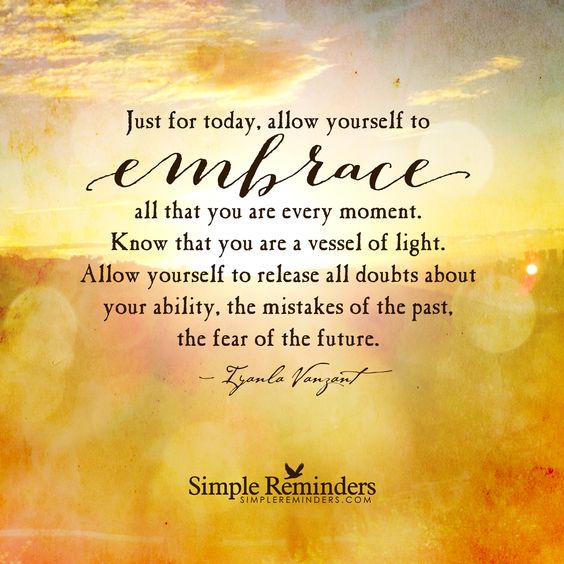 Just for today, allow yourself to
embrace
all that you are every moment.
Know that you are a vessel of light.
Allow yourself to release all doubts about
your ability, the mistakes of the past,
the fear of the future.
– Iyanla Vanzant
Simple Reminders
SIMPLEREMINDERS.COM